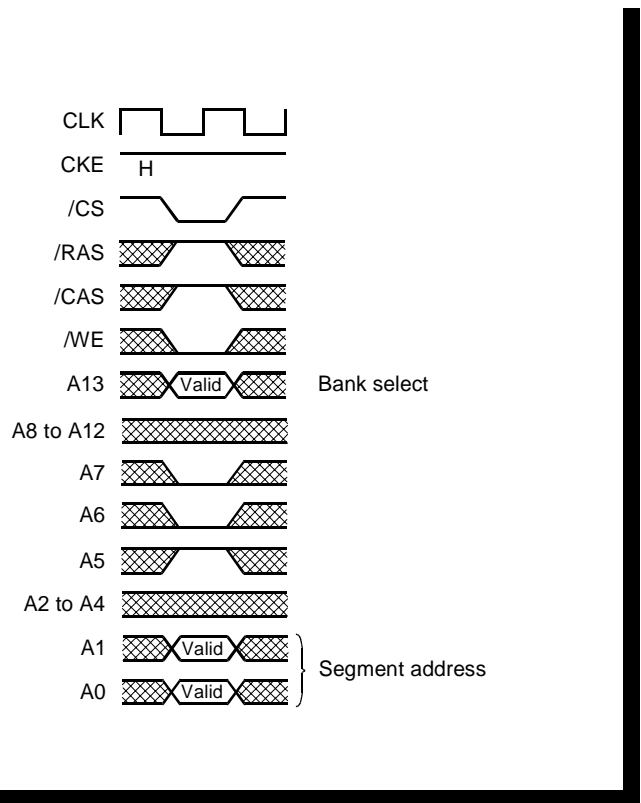 CLK
CKE H
/CS
/RAS
/CAS
/WE
A13 Valid Bank select
A8 to A12
A7
A6
A5
A2 to A4
A1 Valid
Segment address
A0 Valid